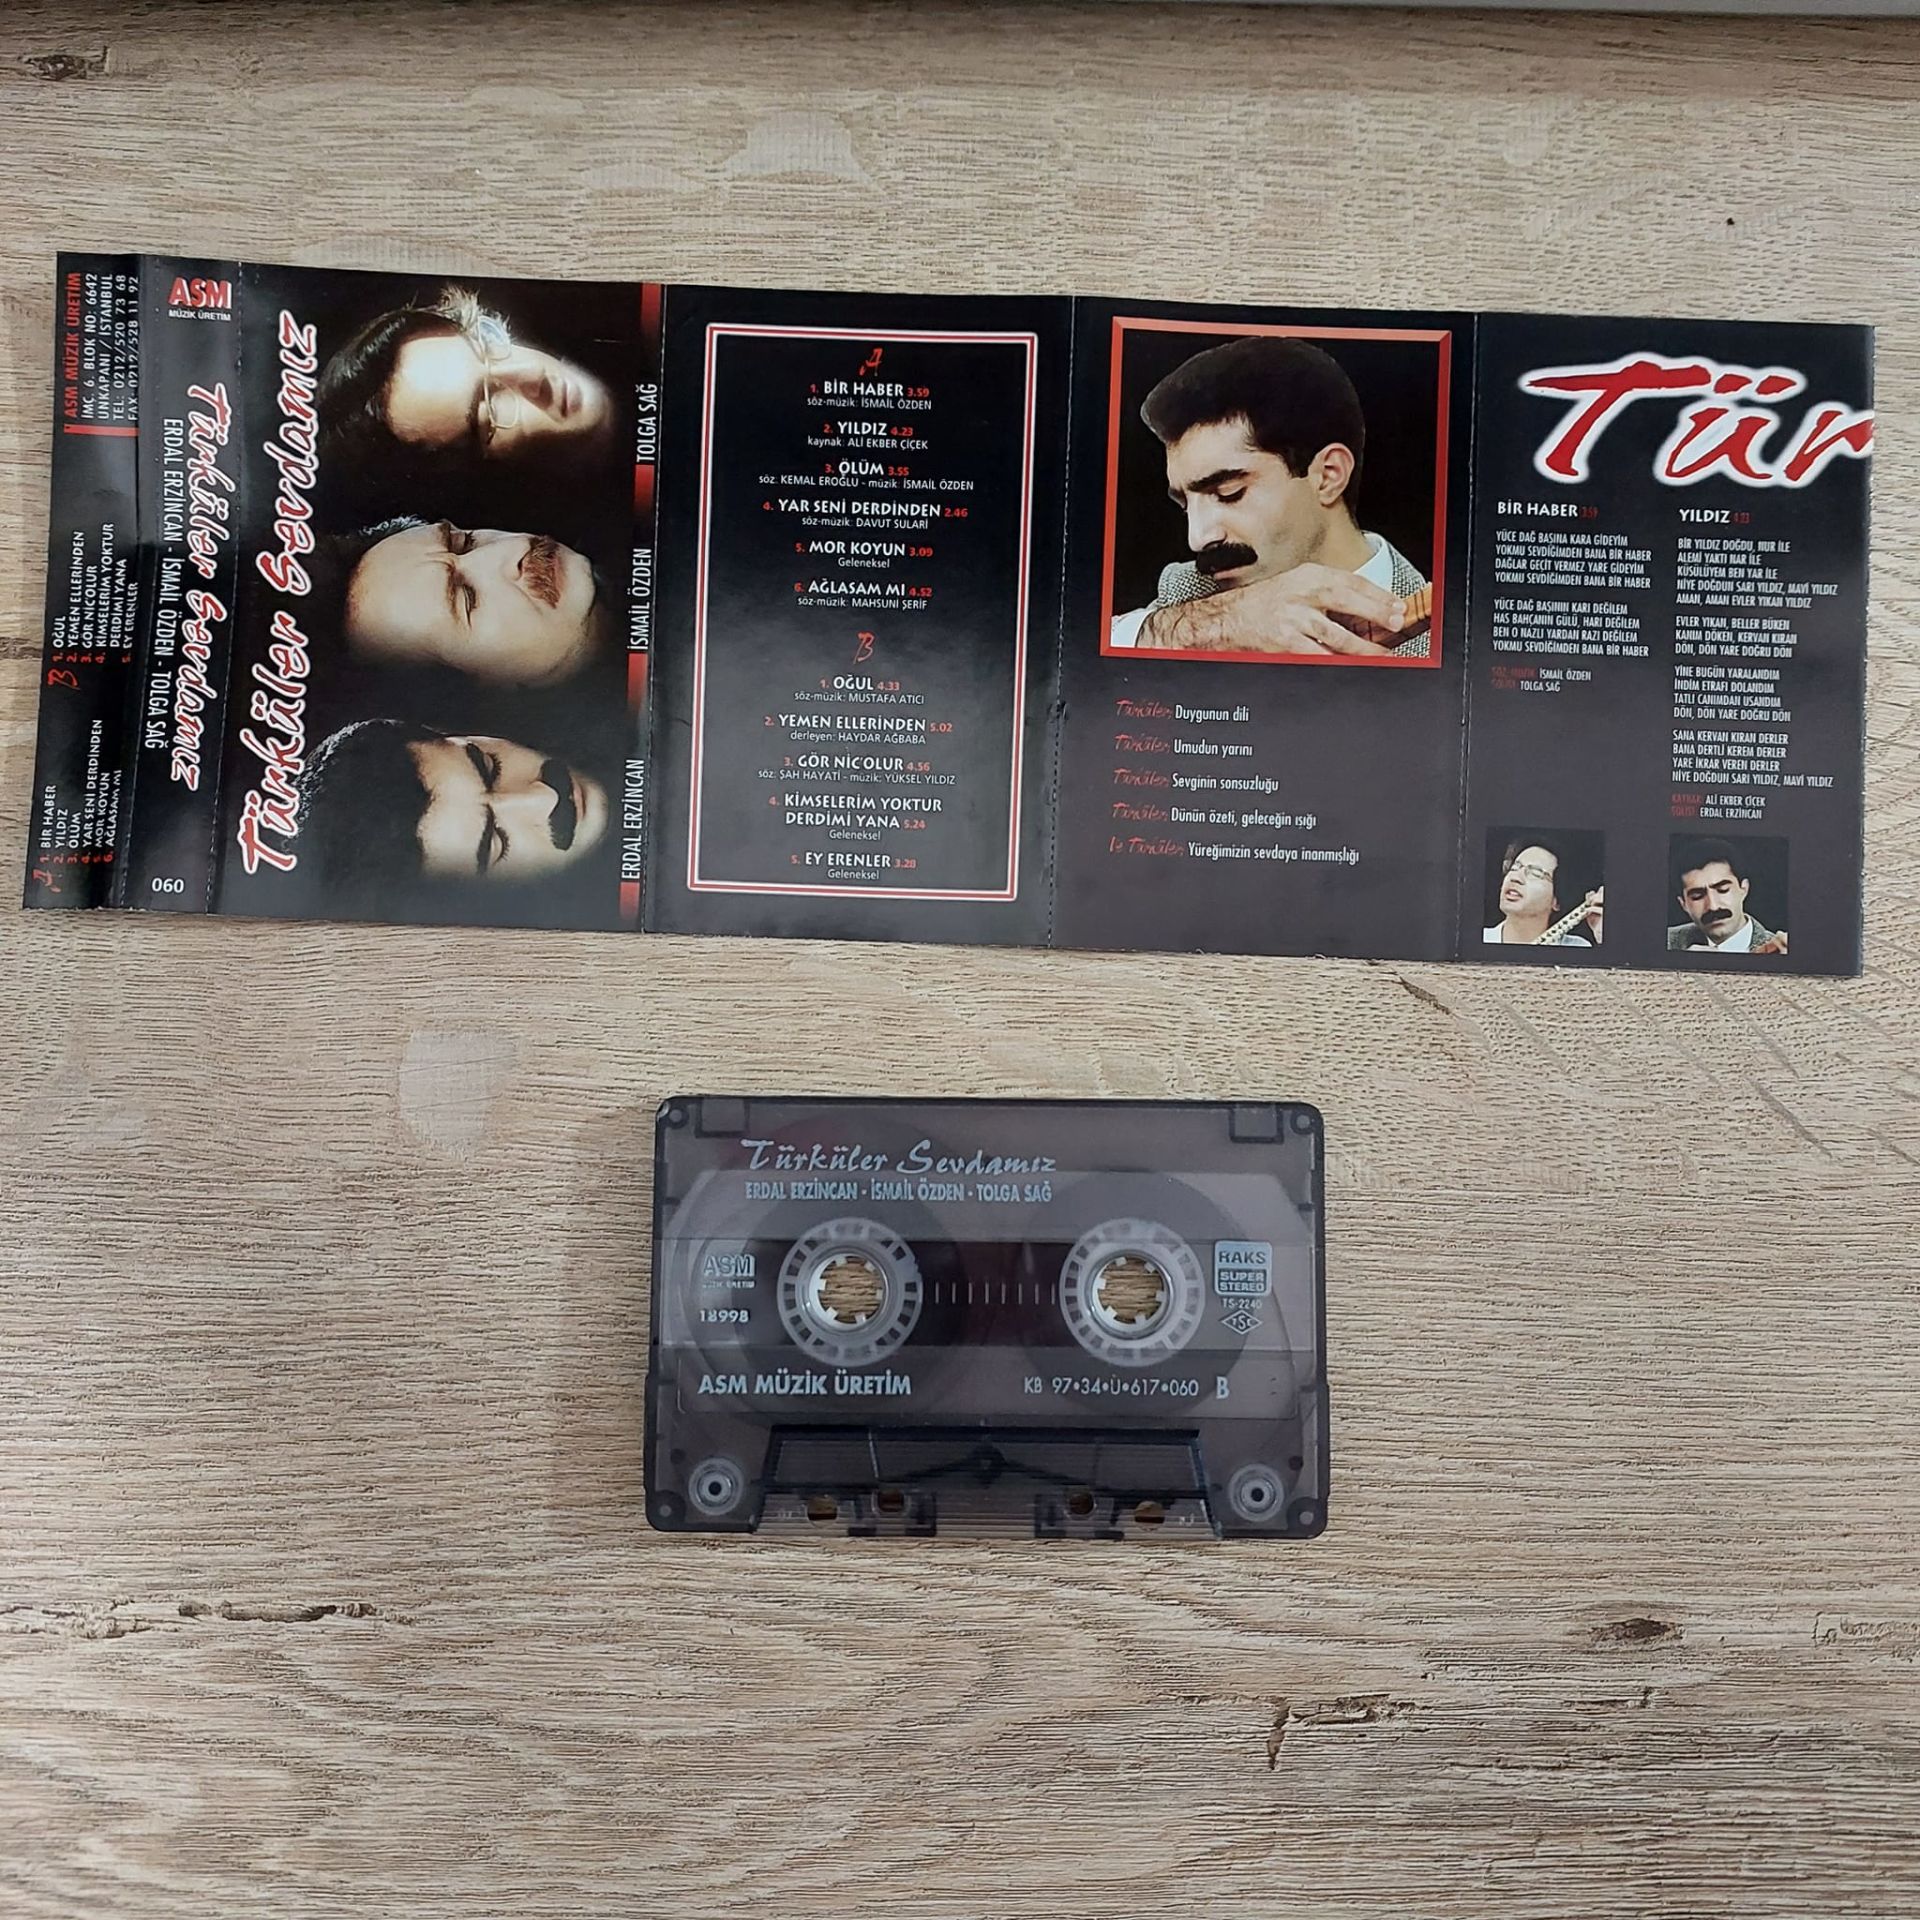 ASM MÜZİK ÜRETİM
İMÇ. 6. BLOK NO: 6642
UNKAPANI / İSTANBUL
TEL: 0212/520 73 68
FAX 0212/528 11 92
A 1. BİR HABER
2. YILDIZ
3. ÖLÜM
4. YAR SENİ DERDİNDEN
5. MOR KOYUN
6. AĞLASAM MI
B 1. OĞUL
2. YEMEN ELLERİNDEN
3. GÖR NİC'OLUR
4. KİMSELERİM YOKTUR
DERDİMİ YANA
5. EY ERENLER
ASM
MÜZİK ÜRETİM
Türküler Sevdamız
ERDAL ERZİNCAN - İSMAİL ÖZDEN - TOLGA SAĞ
060
Türküler Sevdamız
ERDAL ERZİNCAN
İSMAİL ÖZDEN
TOLGA SAĞ
A
1. BİR HABER 3.59
söz-müzik: İSMAİL ÖZDEN
2. YILDIZ 4.23
kaynak: ALİ EKBER ÇİÇEK
3. ÖLÜM 3.55
söz: KEMAL EROĞLU - müzik: İSMAİL ÖZDEN
4. YAR SENİ DERDİNDEN 2.46
söz-müzik: DAVUT SULARİ
5. MOR KOYUN 3.09
Geleneksel
6. AĞLASAM MI 4.52
söz-müzik: MAHSUNİ ŞERİF
B
1. OĞUL 4.33
söz-müzik: MUSTAFA ATICI
2. YEMEN ELLERİNDEN 5.02
derleyen: HAYDAR AĞBABA
3. GÖR NİC'OLUR 4.56
söz: ŞAH HAYATİ - müzik: YÜKSEL YILDIZ
4. KİMSELERİM YOKTUR
DERDİMİ YANA 5.24
Geleneksel
5. EY ERENLER 3.28
Geleneksel
Türküler; Duygunun dili
Türküler; Umudun yarını
Türküler; Sevginin sonsuzluğu
Türküler; Dünün özeti, geleceğin ışığı
Ve Türküler; Yüreğimizin sevdaya inanmışlığı
Tür
BİR HABER 3.59
YÜCE DAĞ BAŞINA KARA GİDEYİM
YOKMU SEVDİĞİMDEN BANA BİR HABER
DAĞLAR GEÇİT VERMEZ YARE GİDEYİM
YOKMU SEVDİĞİMDEN BANA BİR HABER
YÜCE DAĞ BAŞININ KARI DEĞİLEM
HAS BAHÇANIN GÜLÜ, HARI DEĞİLEM
BEN O NAZLI YARDAN RAZI DEĞİLEM
YOKMU SEVDİĞİMDEN BANA BİR HABER
SÖZ-MÜZİK: İSMAİL ÖZDEN
SOLİST: TOLGA SAĞ
YILDIZ 4.23
BİR YILDIZ DOĞDU, NUR İLE
ALEMİ YAKTI NAR İLE
KÜSÜLÜYEM BEN YAR İLE
NİYE DOĞDUN SARI YILDIZ, MAVİ YILDIZ
AMAN, AMAN EVLER YIKAN YILDIZ
EVLER YIKAN, BELLER BÜKEN
KANIM DÖKEN, KERVAN KIRAN
DÖN, DÖN YARE DOĞRU DÖN
YİNE BUGÜN YARALANDIM
İNDİM ETRAFI DOLANDIM
TATLI CANIMDAN USANDIM
DÖN, DÖN YARE DOĞRU DÖN
SANA KERVAN KIRAN DERLER
BANA DERTLİ KEREM DERLER
YARE İKRAR VEREN DERLER
NİYE DOĞDUN SARI YILDIZ, MAVİ YILDIZ
KAYNAK: ALİ EKBER ÇİÇEK
SOLİST: ERDAL ERZİNCAN
Türküler Sevdamız
ERDAL ERZİNCAN - İSMAİL ÖZDEN - TOLGA SAĞ
ASM
MÜZİK ÜRETİM
18998
RAKS
SUPER
STEREO
TS-2240
TSE
ASM MÜZİK ÜRETİM
KB 97•34•Ü•617•060 B